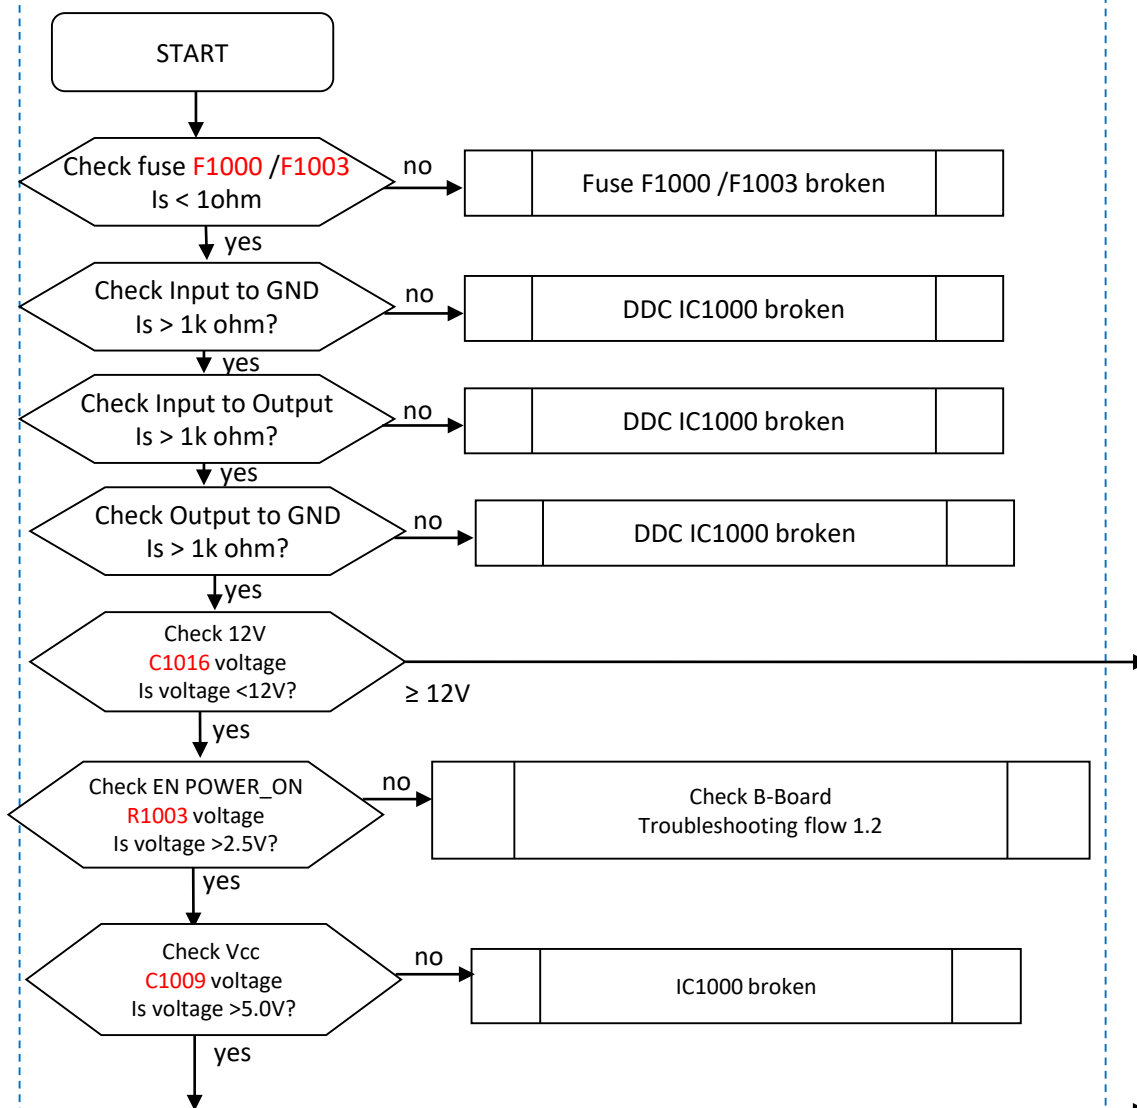 START
Check fuse F1000 /F1003
Is < 1ohm
no
Fuse F1000 /F1003 broken
yes
Check Input to GND
Is > 1k ohm?
no
DDC IC1000 broken
yes
Check Input to Output
Is > 1k ohm?
no
DDC IC1000 broken
yes
Check Output to GND
Is > 1k ohm?
no
DDC IC1000 broken
yes
Check 12V
C1016 voltage
Is voltage <12V?
≥ 12V
yes
Check EN POWER_ON
R1003 voltage
Is voltage >2.5V?
no
Check B-Board
Troubleshooting flow 1.2
yes
Check Vcc
C1009 voltage
Is voltage >5.0V?
no
IC1000 broken
yes